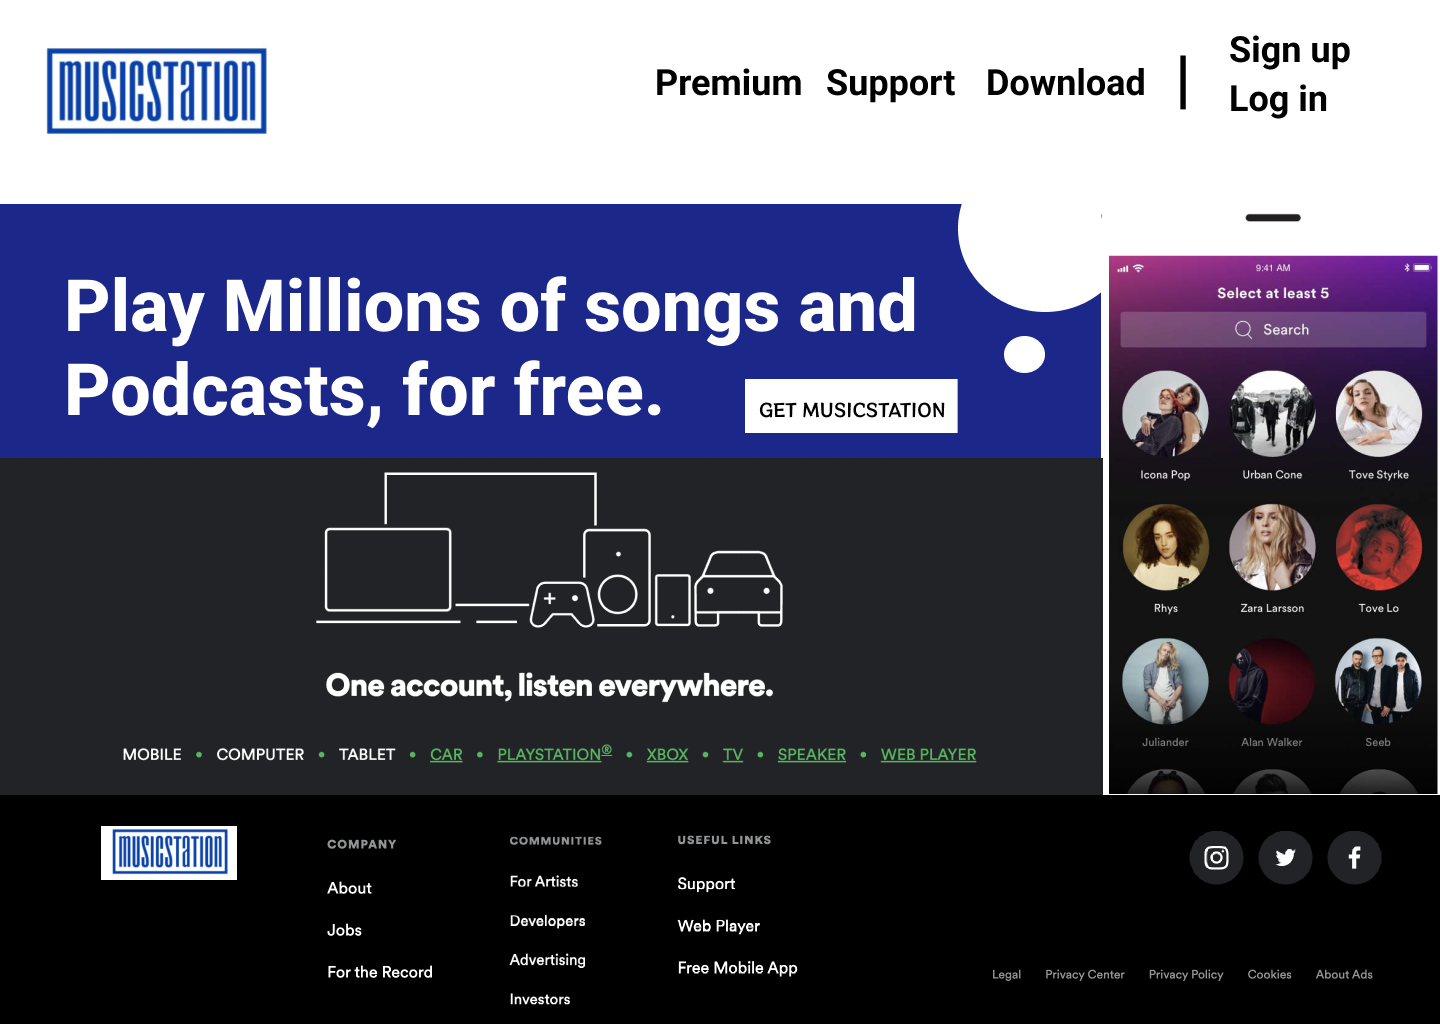 MUSICSTATION
Premium Support Download
Sign up
Log in
Play Millions of songs and
Podcasts, for free.
GET MUSICSTATION
9:41 AM
Select at least 5
Search
Icona Pop Urban Cone Tove Styrke
Rhys Zara Larsson Tove Lo
Juliander Alan Walker Seeb
One account, listen everywhere.
MOBILE • COMPUTER • TABLET • CAR • PLAYSTATION® • XBOX • TV • SPEAKER • WEB PLAYER
MUSICSTATION
COMPANY
About
Jobs
For the Record
COMMUNITIES
For Artists
Developers
Advertising
Investors
USEFUL LINKS
Support
Web Player
Free Mobile App
Legal Privacy Center Privacy Policy Cookies About Ads